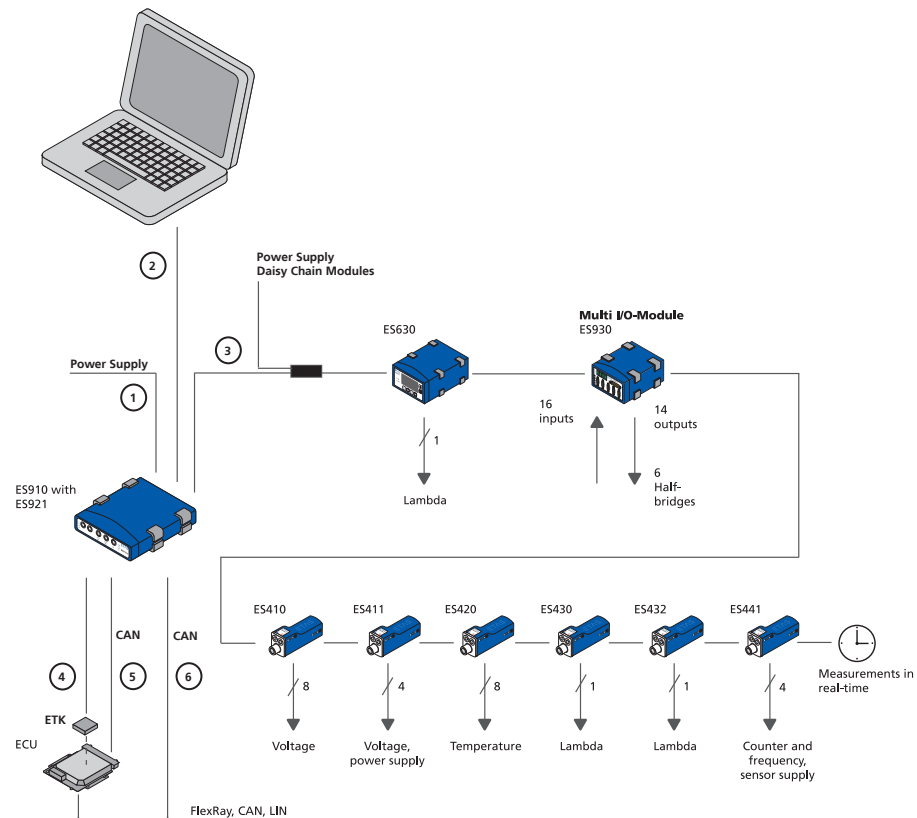 2
Power Supply
Daisy Chain Modules
3
ES630
Multi I/O-Module
ES930
Power Supply
1
16
inputs
14
outputs
1
Lambda
6
Half-
bridges
ES910 with
ES921
ES410
ES411
ES420
ES430
ES432
ES441
CAN
CAN
4
5
6
8
4
8
1
1
4
Measurements in
real-time
ETK
ECU
Voltage
Voltage,
power supply
Temperature
Lambda
Lambda
Counter and
frequency,
sensor supply
FlexRay, CAN, LIN